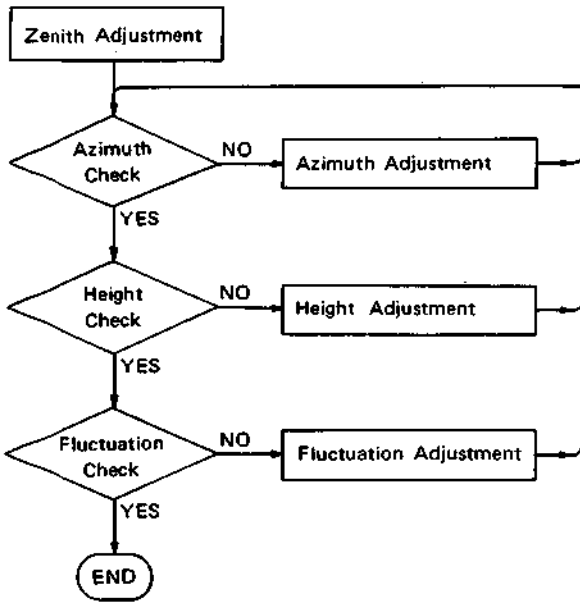 Zenith Adjustment
Azimuth
Check
NO
Azimuth Adjustment
YES
Height
Check
NO
Height Adjustment
YES
Fluctuation
Check
NO
Fluctuation Adjustment
YES
END